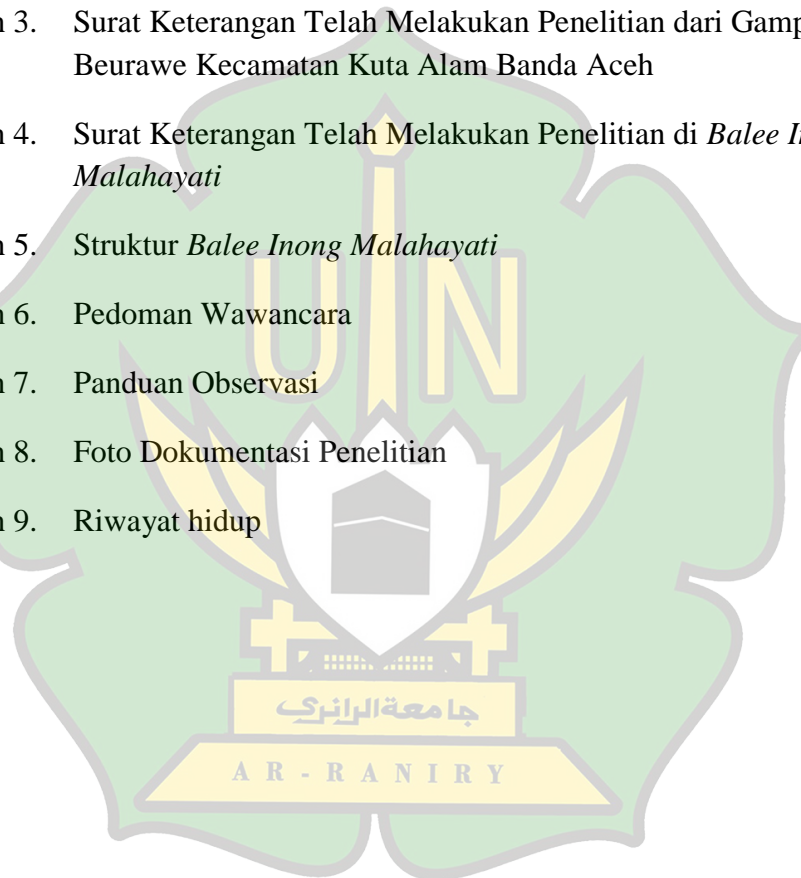 n 3. Surat Keterangan Telah Melakukan Penelitian dari Gamp
Beurawe Kecamatan Kuta Alam Banda Aceh
n 4. Surat Keterangan Telah Melakukan Penelitian di Balee I
Malahayati
n 5. Struktur Balee Inong Malahayati
n 6. Pedoman Wawancara
n 7. Panduan Observasi
n 8. Foto Dokumentasi Penelitian
n 9. Riwayat hidup
UIN
جامعة الرانري
AR-RANIRY